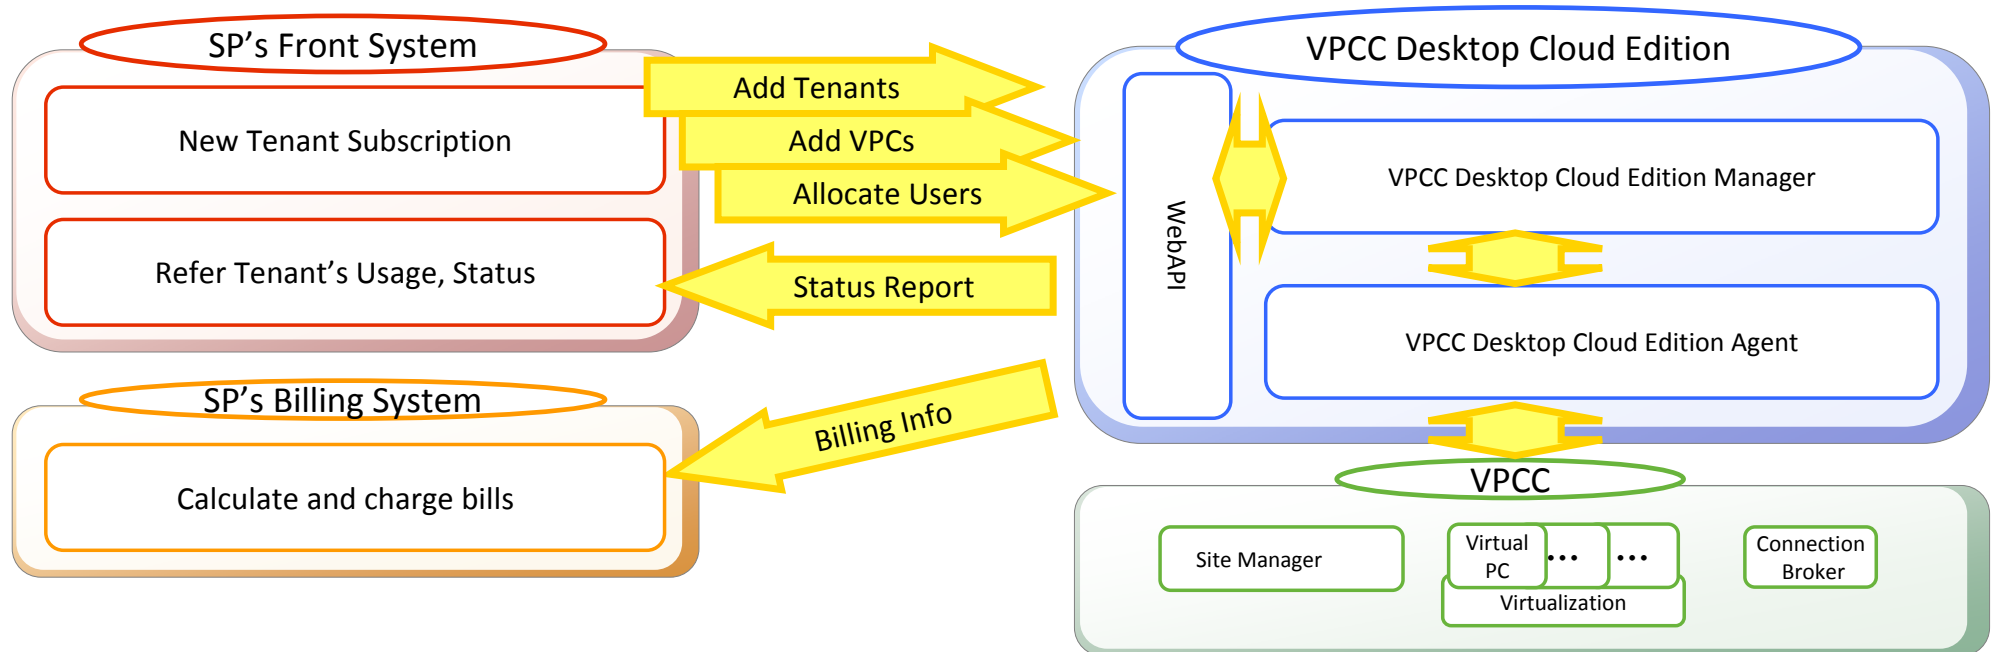 SP's Front System
New Tenant Subscription
Refer Tenant's Usage, Status
Add Tenants
Add VPCs
Allocate Users
Status Report
Billing Info
SP's Billing System
Calculate and charge bills
VPCC Desktop Cloud Edition
WebAPI
VPCC Desktop Cloud Edition Manager
VPCC Desktop Cloud Edition Agent
VPCC
Site Manager
Virtual
PC
...
...
Virtualization
Connection
Broker